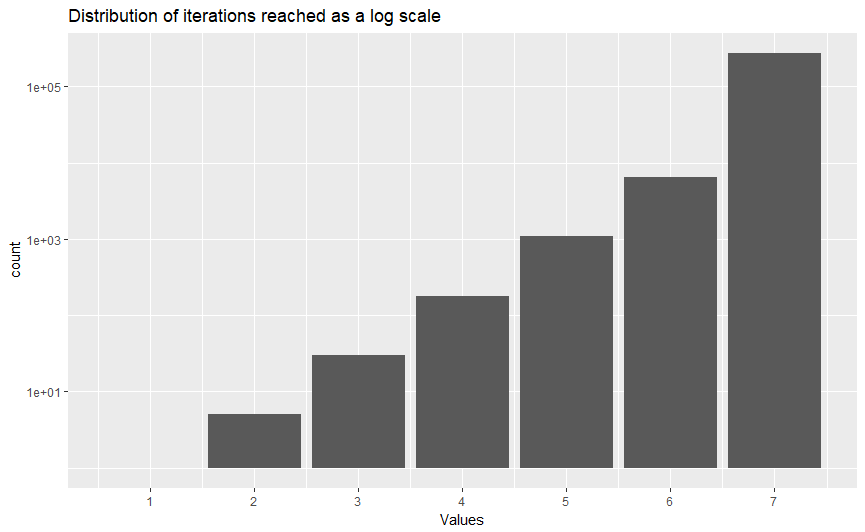 Distribution of iterations reached as a log scale
1e+05
1e+03
1e+01
count
1 2 3 4 5 6 7
Values